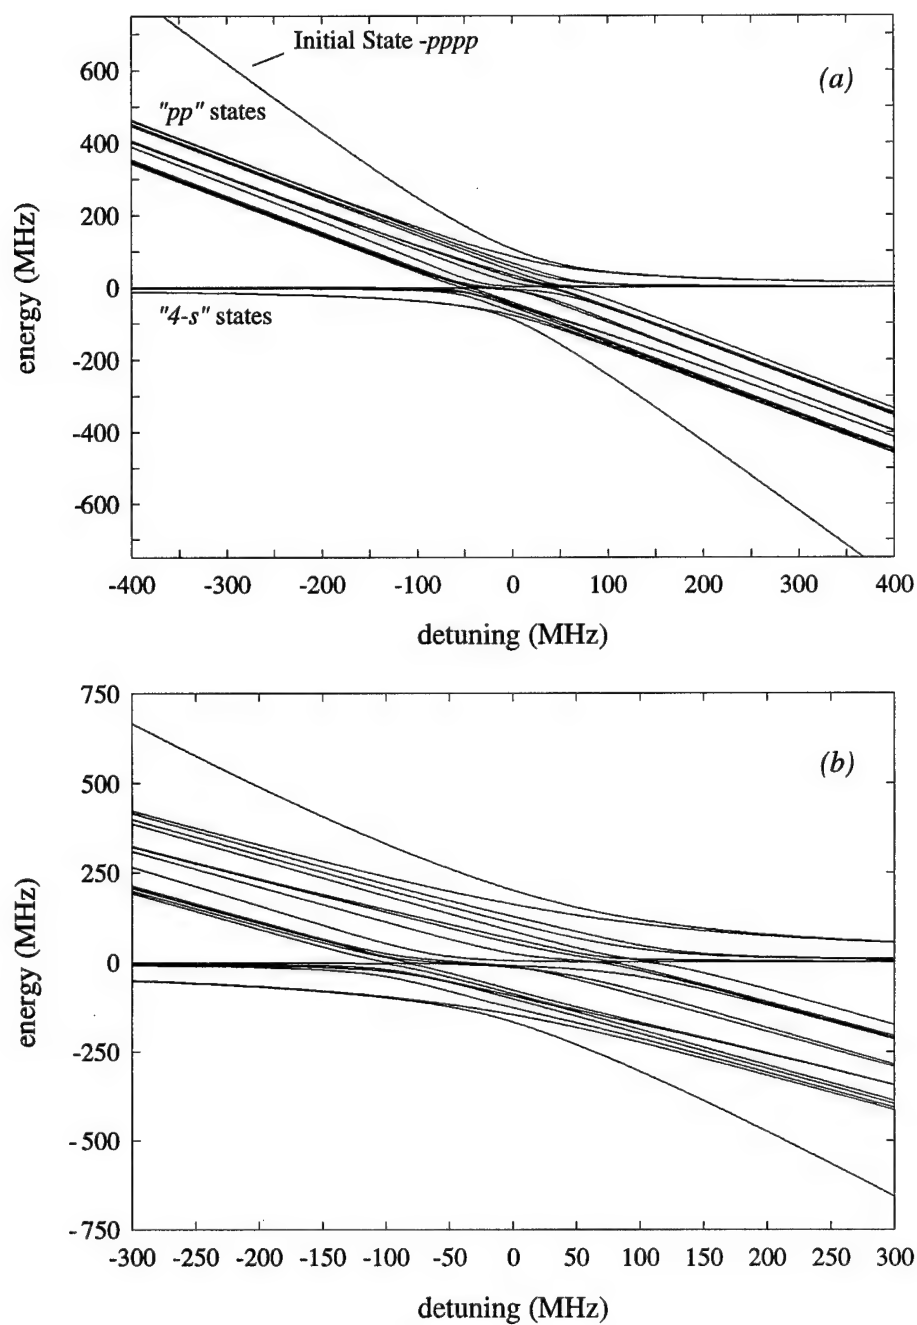 Initial State -pppp
(a)
"pp" states
"4-s" states
energy (MHz)
600
400
200
0
-200
-400
-600
-400 -300 -200 -100 0 100 200 300 400
detuning (MHz)
(b)
energy (MHz)
750
500
250
0
-250
-500
-750
-300 -250 -200 -150 -100 -50 0 50 100 150 200 250 300
detuning (MHz)